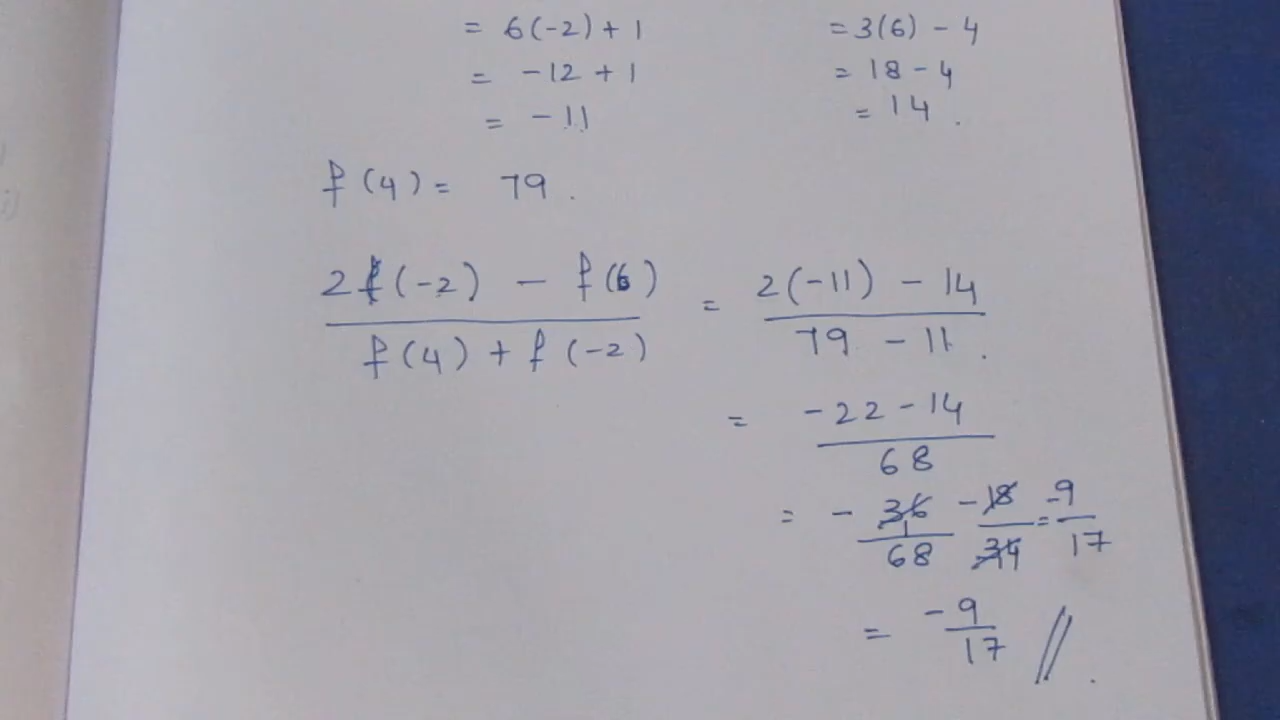 = 6(-2) + 1
= -12 + 1
= -11
= 3(6) - 4
= 18 - 4
= 14 .
f(4) = 79 .
2f(-2) - f(6) / f(4) + f(-2) = 2(-11) - 14 / 79 - 11 .
= -22 - 14 / 68
= - 36 / 68 -18 / 34 = -9 / 17
= -9 / 17 //.